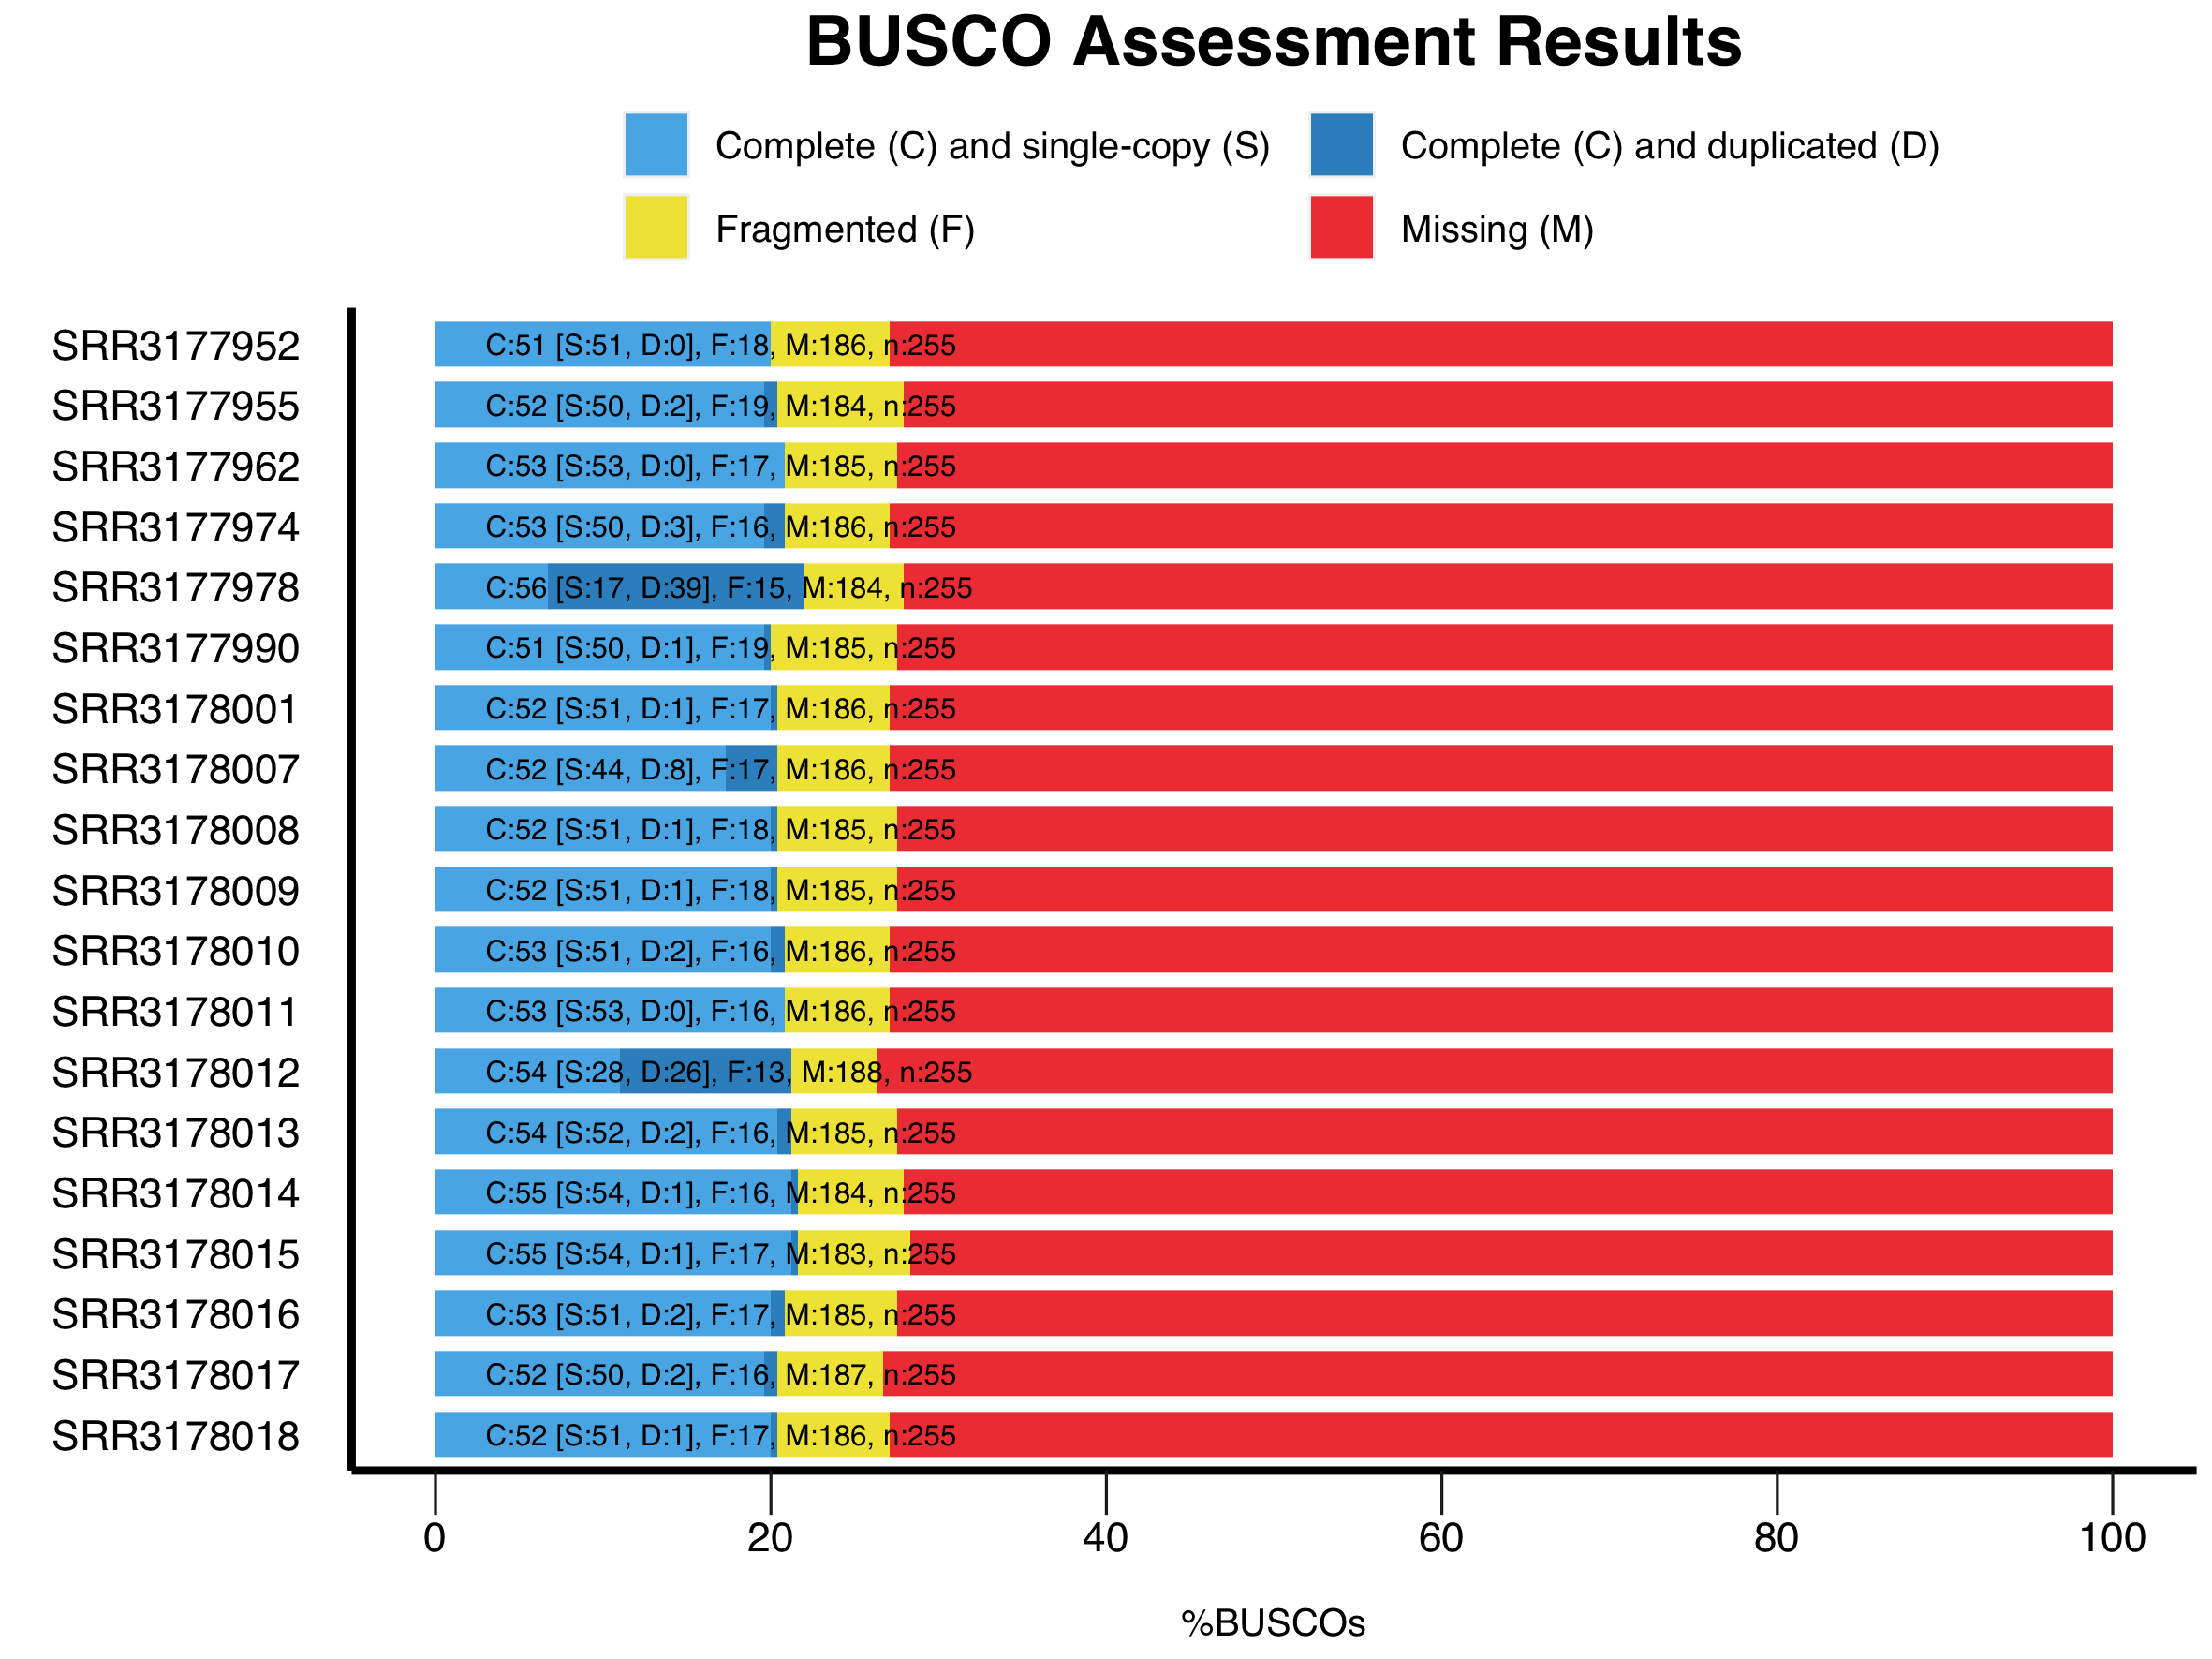 BUSCO Assessment Results
Complete (C) and single-copy (S) Complete (C) and duplicated (D)
Fragmented (F) Missing (M)
SRR3177952 C:51 [S:51, D:0], F:18, M:186, n:255
SRR3177955 C:52 [S:50, D:2], F:19, M:184, n:255
SRR3177962 C:53 [S:53, D:0], F:17, M:185, n:255
SRR3177974 C:53 [S:50, D:3], F:16, M:186, n:255
SRR3177978 C:56 [S:17, D:39], F:15, M:184, n:255
SRR3177990 C:51 [S:50, D:1], F:19, M:185, n:255
SRR3178001 C:52 [S:51, D:1], F:17, M:186, n:255
SRR3178007 C:52 [S:44, D:8], F:17, M:186, n:255
SRR3178008 C:52 [S:51, D:1], F:18, M:185, n:255
SRR3178009 C:52 [S:51, D:1], F:18, M:185, n:255
SRR3178010 C:53 [S:51, D:2], F:16, M:186, n:255
SRR3178011 C:53 [S:53, D:0], F:16, M:186, n:255
SRR3178012 C:54 [S:28, D:26], F:13, M:188, n:255
SRR3178013 C:54 [S:52, D:2], F:16, M:185, n:255
SRR3178014 C:55 [S:54, D:1], F:16, M:184, n:255
SRR3178015 C:55 [S:54, D:1], F:17, M:183, n:255
SRR3178016 C:53 [S:51, D:2], F:17, M:185, n:255
SRR3178017 C:52 [S:50, D:2], F:16, M:187, n:255
SRR3178018 C:52 [S:51, D:1], F:17, M:186, n:255
0 20 40 60 80 100
%BUSCOs